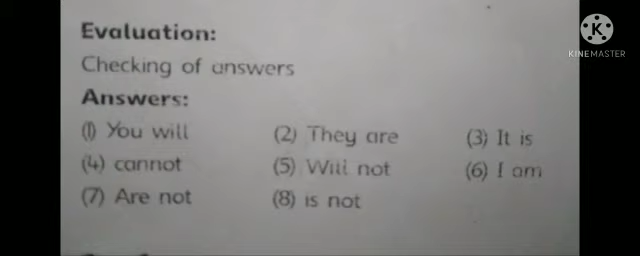 Evaluation:
Checking of answers
Answers:
(1) You will (2) They are (3) It is
(4) cannot (5) Will not (6) I am
(7) Are not (8) is not
K
KINEMASTER